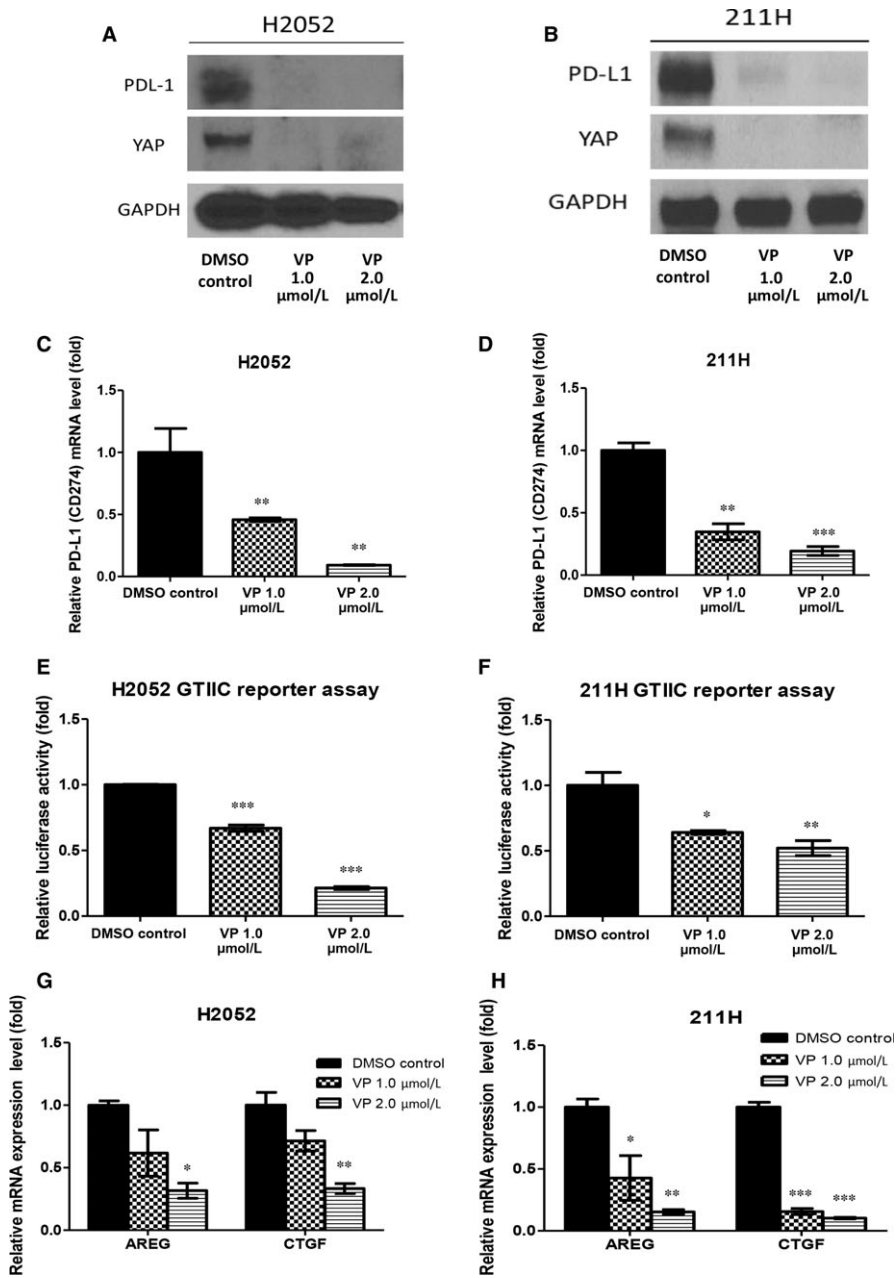 A
H2052
PDL-1
YAP
GAPDH
DMSO control
VP 1.0 µmol/L
VP 2.0 µmol/L
B
211H
PD-L1
YAP
GAPDH
DMSO control
VP 1.0 µmol/L
VP 2.0 µmol/L
C
H2052
Relative PD-L1 (CD274) mRNA level (fold)
1.5
1.0
0.5
0.0
**
**
DMSO control
VP 1.0 µmol/L
VP 2.0 µmol/L
D
211H
Relative PD-L1 (CD274) mRNA level (fold)
1.5
1.0
0.5
0.0
**
***
DMSO control
VP 1.0 µmol/L
VP 2.0 µmol/L
E
H2052 GTIIC reporter assay
Relative luciferase activity (fold)
1.5
1.0
0.5
0.0
***
***
DMSO control
VP 1.0 µmol/L
VP 2.0 µmol/L
F
211H GTIIC reporter assay
Relative luciferase activity (fold)
1.5
1.0
0.5
0.0
*
**
DMSO control
VP 1.0 µmol/L
VP 2.0 µmol/L
G
H2052
Relative mRNA expression level (fold)
1.5
1.0
0.5
0.0
DMSO control
VP 1.0 µmol/L
VP 2.0 µmol/L
*
**
AREG
CTGF
H
211H
Relative mRNA expression level (fold)
1.5
1.0
0.5
0.0
DMSO control
VP 1.0 µmol/L
VP 2.0 µmol/L
*
**
***
***
AREG
CTGF